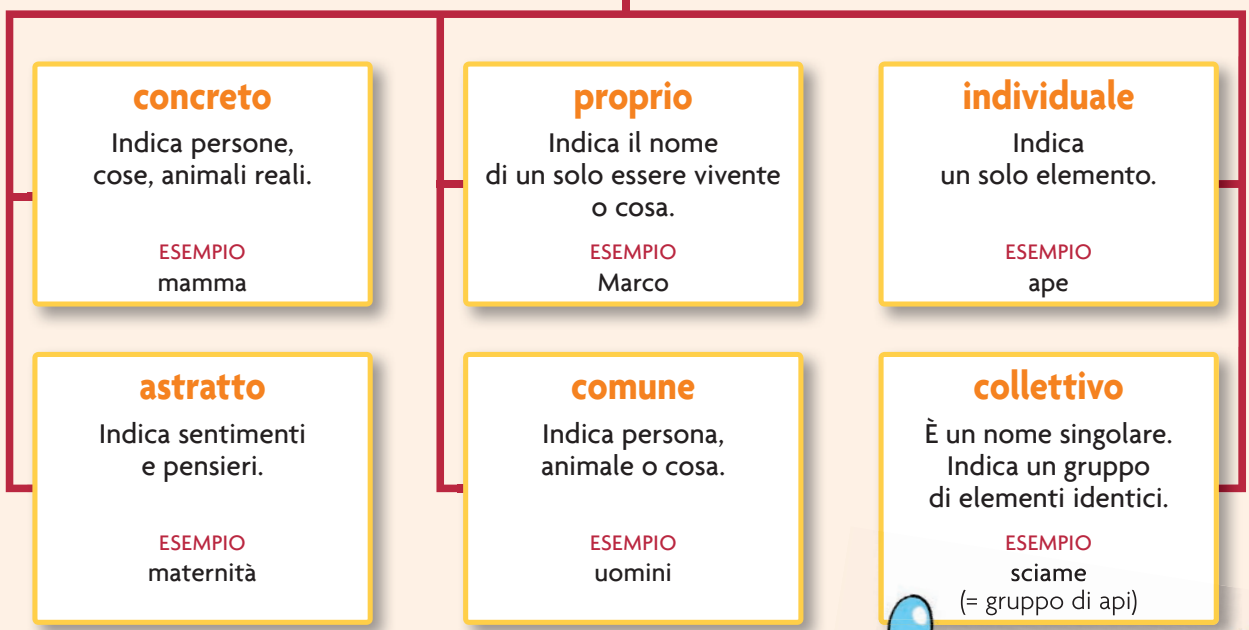 concreto
Indica persone,
cose, animali reali.
ESEMPIO
mamma
proprio
Indica il nome
di un solo essere vivente
o cosa.
ESEMPIO
Marco
individuale
Indica
un solo elemento.
ESEMPIO
ape
astratto
Indica sentimenti
e pensieri.
ESEMPIO
maternità
comune
Indica persona,
animale o cosa.
ESEMPIO
uomini
collettivo
È un nome singolare.
Indica un gruppo
di elementi identici.
ESEMPIO
sciame
(= gruppo di api)